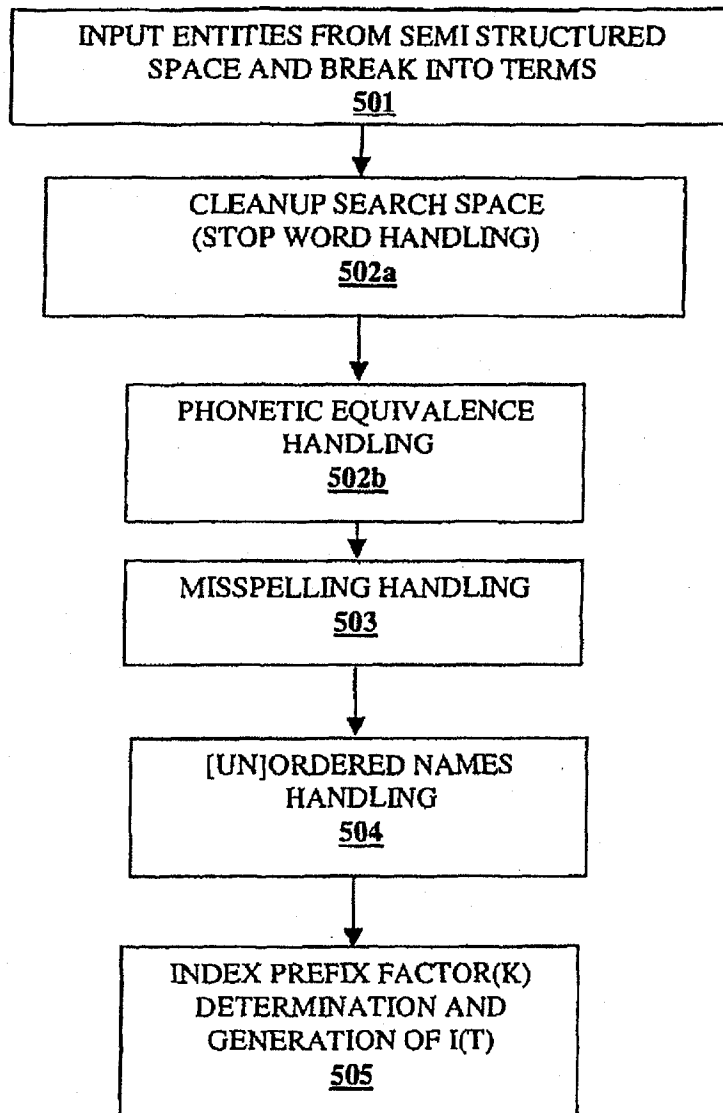 INPUT ENTITIES FROM SEMI STRUCTURED
SPACE AND BREAK INTO TERMS
501
CLEANUP SEARCH SPACE
(STOP WORD HANDLING)
502a
PHONETIC EQUIVALENCE
HANDLING
502b
MISSPELLING HANDLING
503
[UN]ORDERED NAMES
HANDLING
504
INDEX PREFIX FACTOR(K)
DETERMINATION AND
GENERATION OF I(T)
505